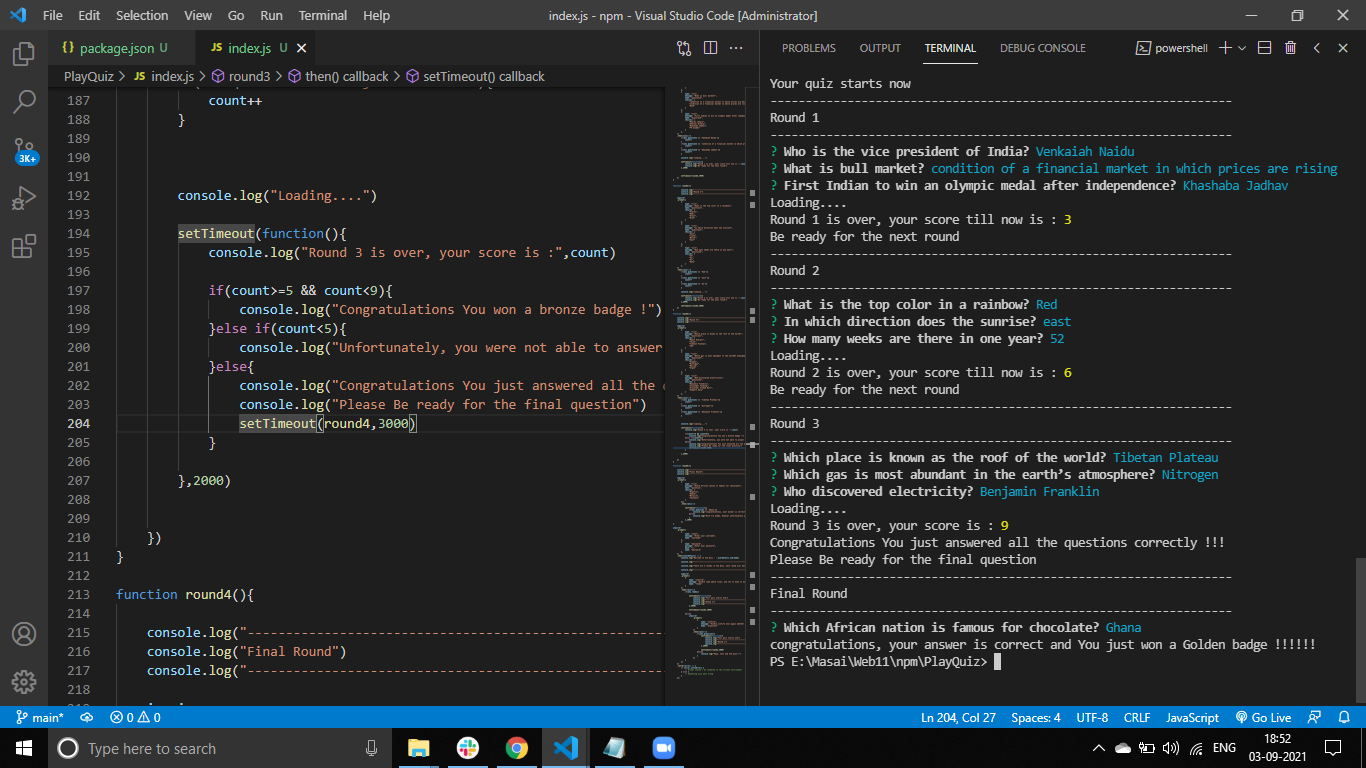 File Edit Selection View Go Run Terminal Help index.js - npm - Visual Studio Code [Administrator]
{} package.json U JS index.js U
PlayQuiz > JS index.js > round3 > then() callback > setTimeout() callback
187 count++
188 }
189
190
191
192 console.log("Loading....")
193
194 setTimeout(function(){
195 console.log("Round 3 is over, your score is :",count)
196
197 if(count>=5 && count<9){
198 console.log("Congratulations You won a bronze badge !")
199 }else if(count<5){
200 console.log("Unfortunately, you were not able to answer
201 }else{
202 console.log("Congratulations You just answered all the
203 console.log("Please Be ready for the final question")
204 setTimeout(round4,3000)
205 }
206
207 },2000)
208
209
210 })
211 }
212
213 function round4(){
214
215 console.log("------------------------------------------------------
216 console.log("Final Round")
217 console.log("------------------------------------------------------
218
PROBLEMS OUTPUT TERMINAL DEBUG CONSOLE powershell
Your quiz starts now
------------------------------------------------------------------
Round 1
------------------------------------------------------------------
? Who is the vice president of India? Venkaiah Naidu
? What is bull market? condition of a financial market in which prices are rising
? First Indian to win an olympic medal after independence? Khashaba Jadhav
Loading....
Round 1 is over, your score till now is : 3
Be ready for the next round
------------------------------------------------------------------
Round 2
------------------------------------------------------------------
? What is the top color in a rainbow? Red
? In which direction does the sunrise? east
? How many weeks are there in one year? 52
Loading....
Round 2 is over, your score till now is : 6
Be ready for the next round
------------------------------------------------------------------
Round 3
------------------------------------------------------------------
? Which place is known as the roof of the world? Tibetan Plateau
? Which gas is most abundant in the earth’s atmosphere? Nitrogen
? Who discovered electricity? Benjamin Franklin
Loading....
Round 3 is over, your score is : 9
Congratulations You just answered all the questions correctly !!!
Please Be ready for the final question
------------------------------------------------------------------
Final Round
------------------------------------------------------------------
? Which African nation is famous for chocolate? Ghana
congratulations, your answer is correct and You just won a Golden badge !!!!!!
PS E:\Masai\Web11\npm\PlayQuiz>
3K+
main* 0 0 Ln 204, Col 27 Spaces: 4 UTF-8 CRLF JavaScript Go Live
Type here to search ENG 18:52
03-09-2021